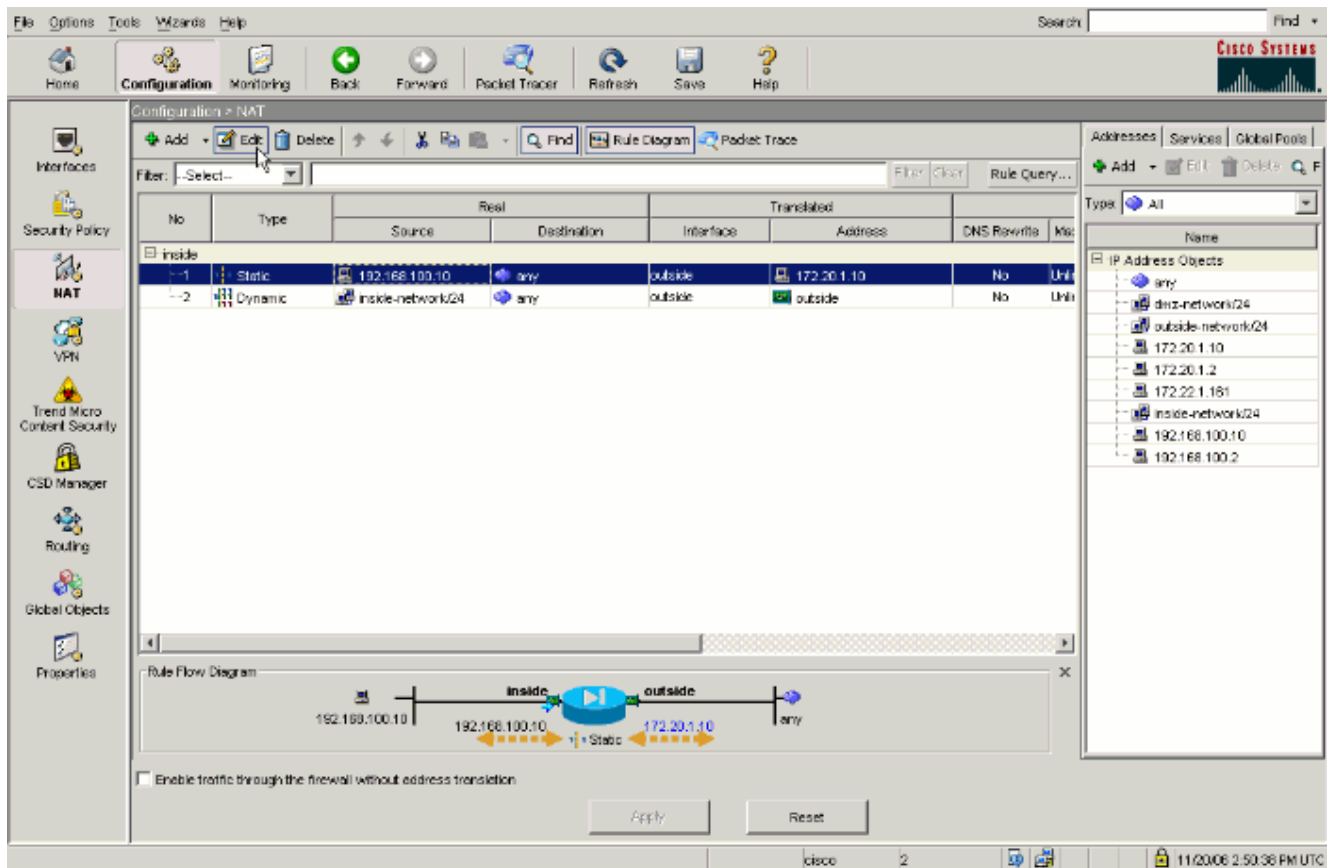 File Options Tools Wizards Help Search: Find
Home Configuration Monitoring Back Forward Packet Tracer Refresh Save Help CISCO SYSTEMS
Configuration > NAT
Add Edit Delete Find Rule Diagram Packet Trace
Filter: --Select-- Filter Clear Rule Query...
No Type Real Translated
Source Destination Interface Address DNS Rewrite Max
inside
1 Static 192.168.100.10 any outside 172.20.1.10 No Unli
2 Dynamic inside-network/24 any outside outside No Unli
Interfaces
Security Policy
NAT
VPN
Trend Micro
Content Security
CSD Manager
Routing
Global Objects
Properties
Addresses Services Global Pools
Add Edit Delete F
Type: All
Name
IP Address Objects
any
dmz-network/24
outside-network/24
172.20.1.10
172.20.1.2
172.22.1.161
inside-network/24
192.168.100.10
192.168.100.2
Rule Flow Diagram
inside outside
192.168.100.10 192.168.100.10 172.20.1.10 any
Static
Enable traffic through the firewall without address translation
Apply Reset
cisco 2 11/20/06 2:50:38 PM UTC